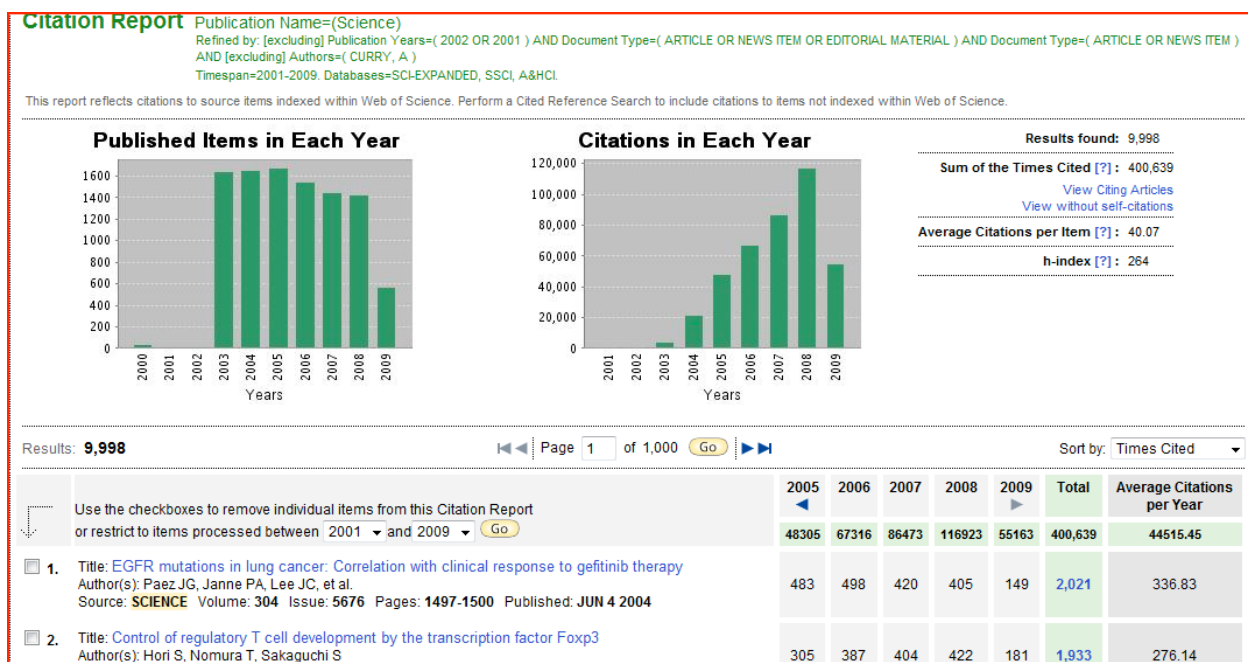 Citation Report Publication Name=(Science)
Refined by: [excluding] Publication Years=( 2002 OR 2001 ) AND Document Type=( ARTICLE OR NEWS ITEM OR EDITORIAL MATERIAL ) AND Document Type=( ARTICLE OR NEWS ITEM )
AND [excluding] Authors=( CURRY, A )
Timespan=2001-2009. Databases=SCI-EXPANDED, SSCI, A&HCI.
This report reflects citations to source items indexed within Web of Science. Perform a Cited Reference Search to include citations to items not indexed within Web of Science.
Published Items in Each Year
1600
1400
1200
1000
800
600
400
200
0
2000 2001 2002 2003 2004 2005 2006 2007 2008 2009
Years
Citations in Each Year
120,000
100,000
80,000
60,000
40,000
20,000
0
2001 2002 2003 2004 2005 2006 2007 2008 2009
Years
Results found: 9,998
Sum of the Times Cited [?] : 400,639
View Citing Articles
View without self-citations
Average Citations per Item [?] : 40.07
h-index [?] : 264
Results: 9,998 Page 1 of 1,000 Go Sort by: Times Cited
2005 2006 2007 2008 2009 Total Average Citations per Year
Use the checkboxes to remove individual items from this Citation Report
or restrict to items processed between 2001 and 2009 Go
48305 67316 86473 116923 55163 400,639 44515.45
1. Title: EGFR mutations in lung cancer: Correlation with clinical response to gefitinib therapy
Author(s): Paez JG, Janne PA, Lee JC, et al.
Source: SCIENCE Volume: 304 Issue: 5676 Pages: 1497-1500 Published: JUN 4 2004
483 498 420 405 149 2,021 336.83
2. Title: Control of regulatory T cell development by the transcription factor Foxp3
Author(s): Hori S, Nomura T, Sakaguchi S
305 387 404 422 181 1,933 276.14